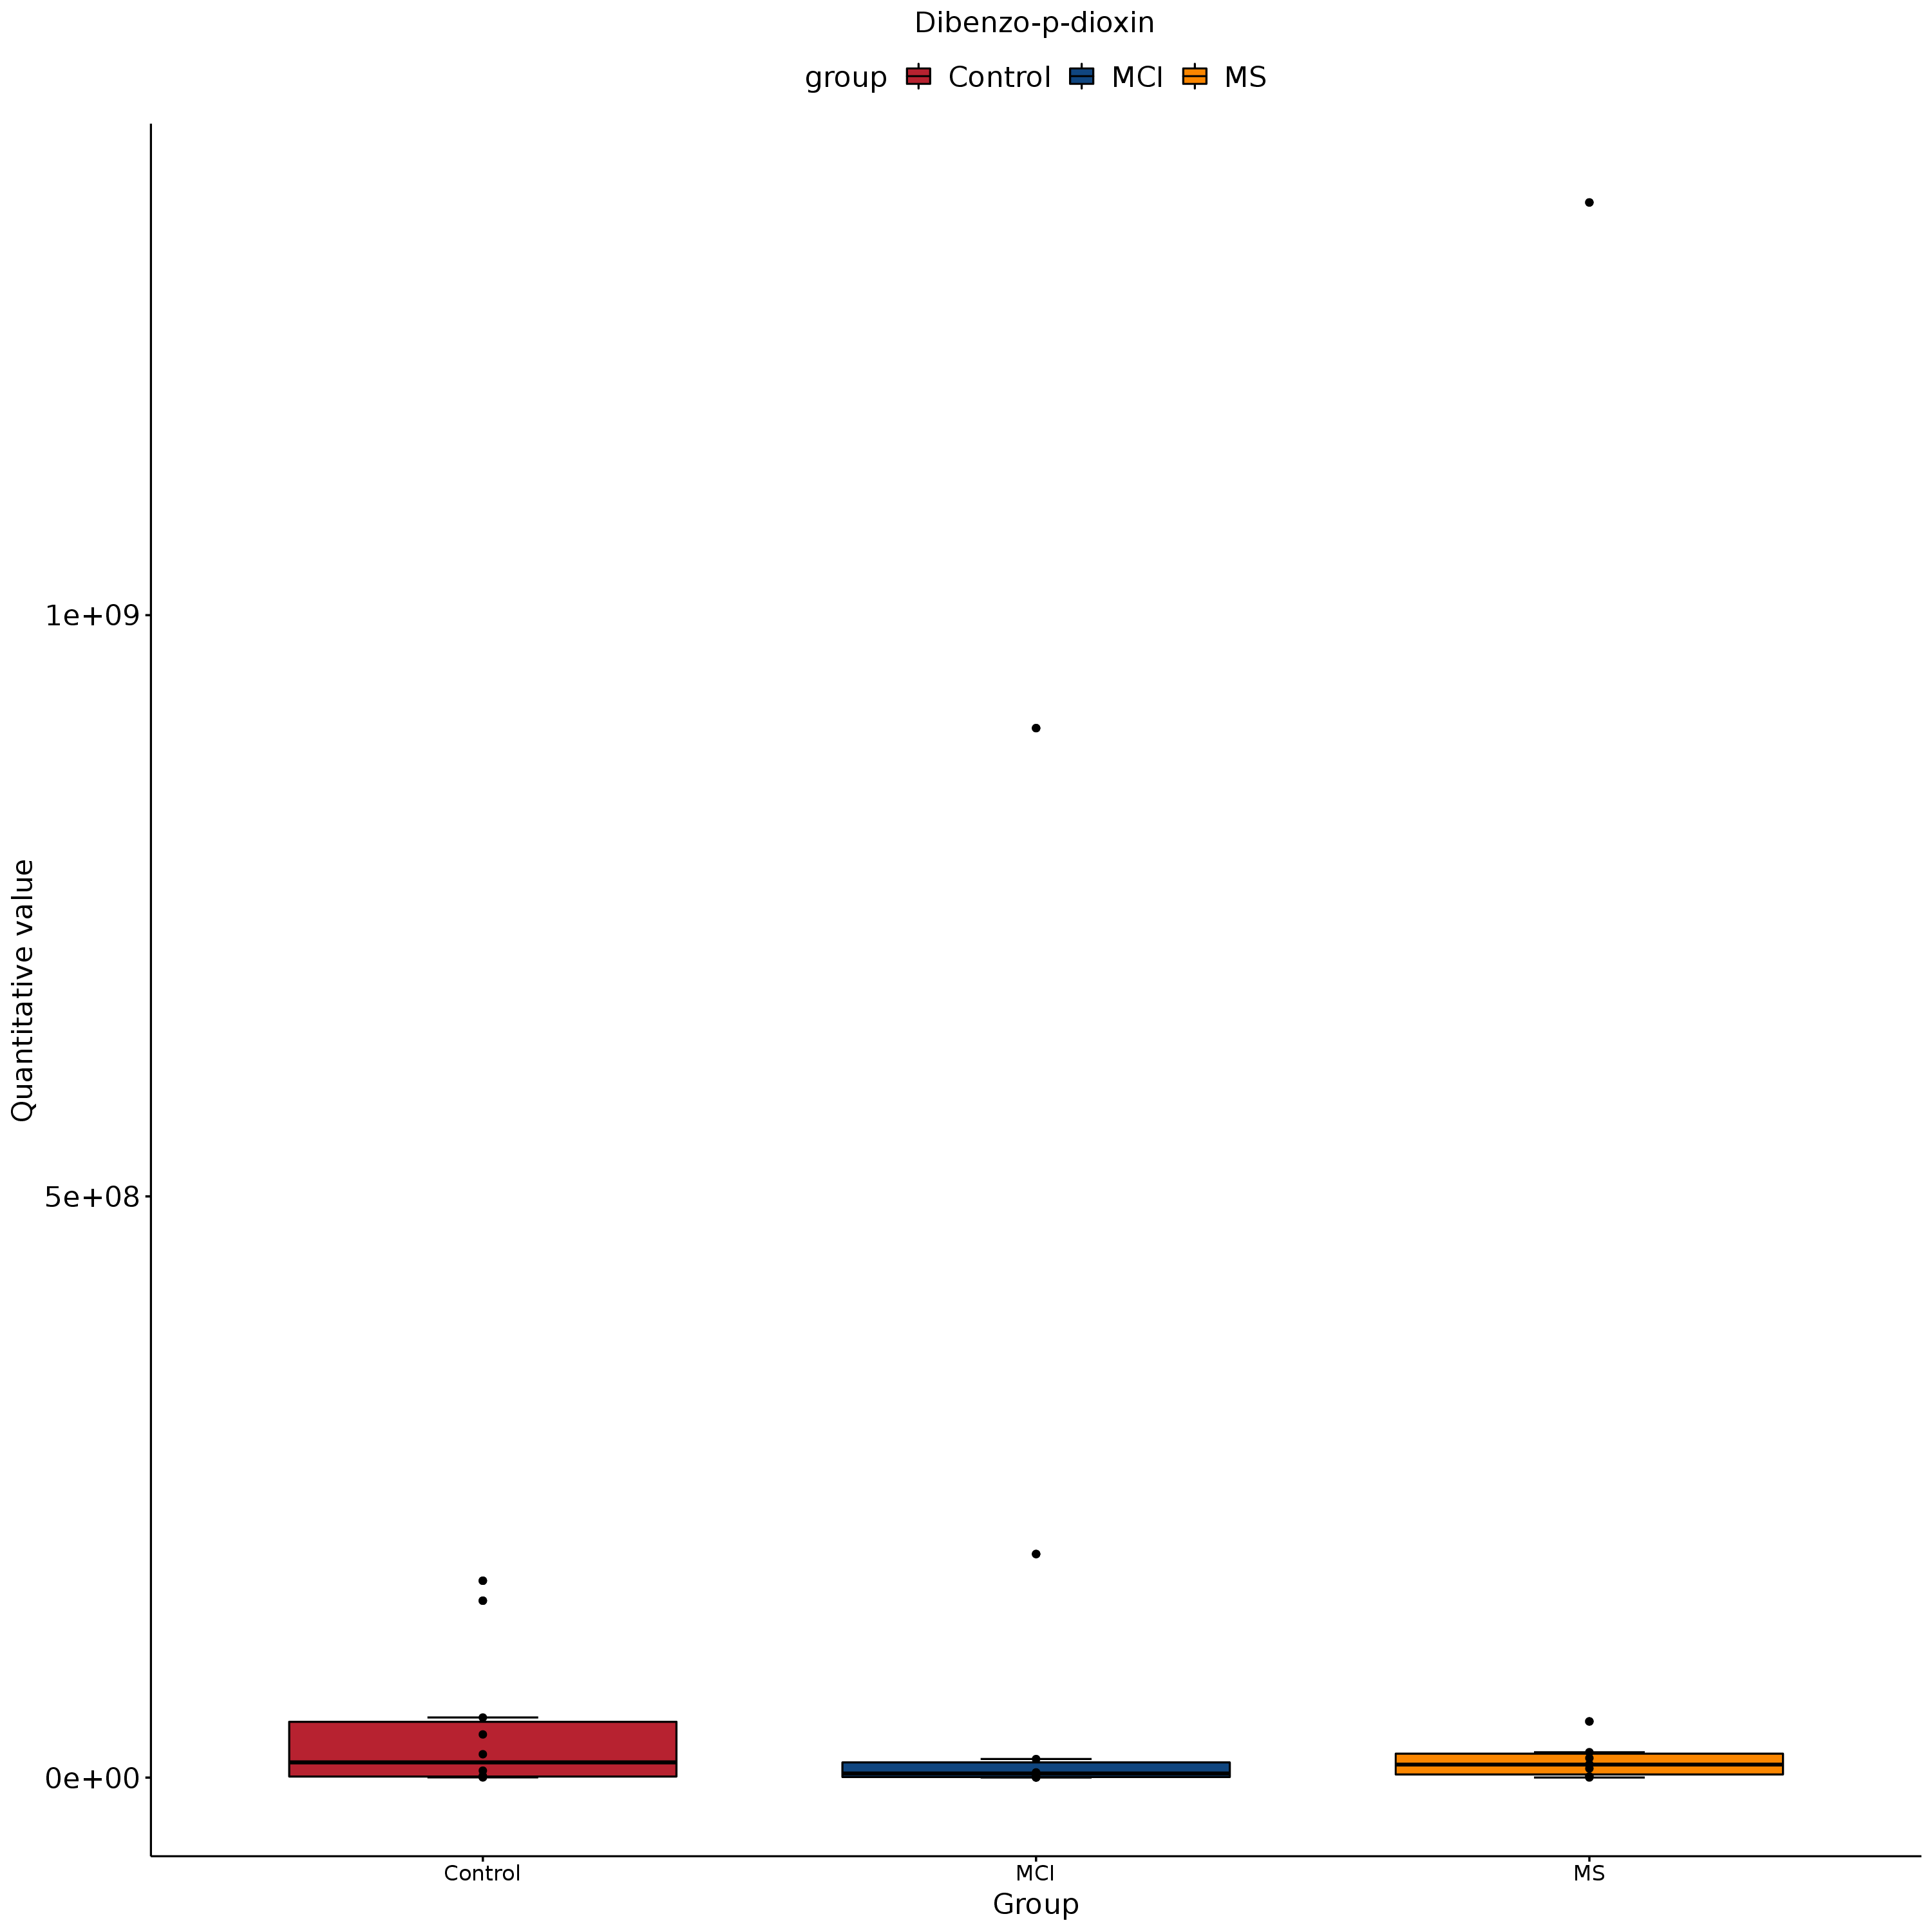 Dibenzo-p-dioxin
group Control MCI MS
Quantitative value
1e+09
5e+08
0e+00
Control MCI MS
Group